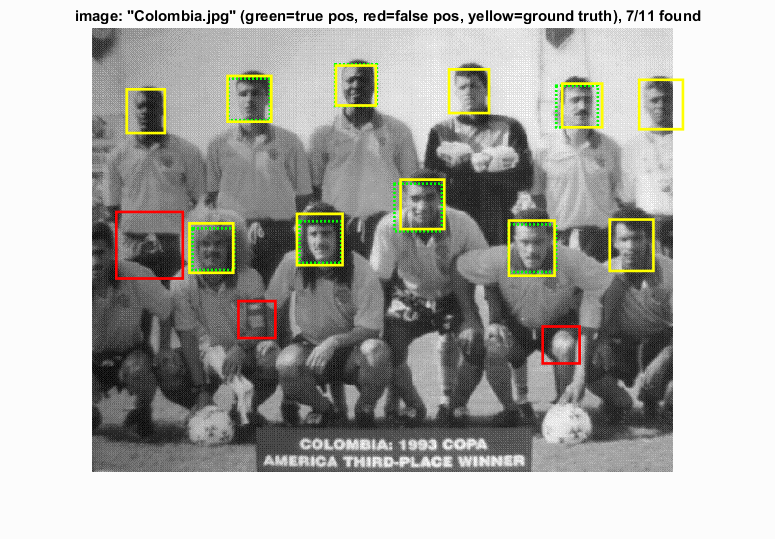 image: "Colombia.jpg" (green=true pos, red=false pos, yellow=ground truth), 7/11 found
COLOMBIA: 1993 COPA
AMERICA THIRD-PLACE WINNER